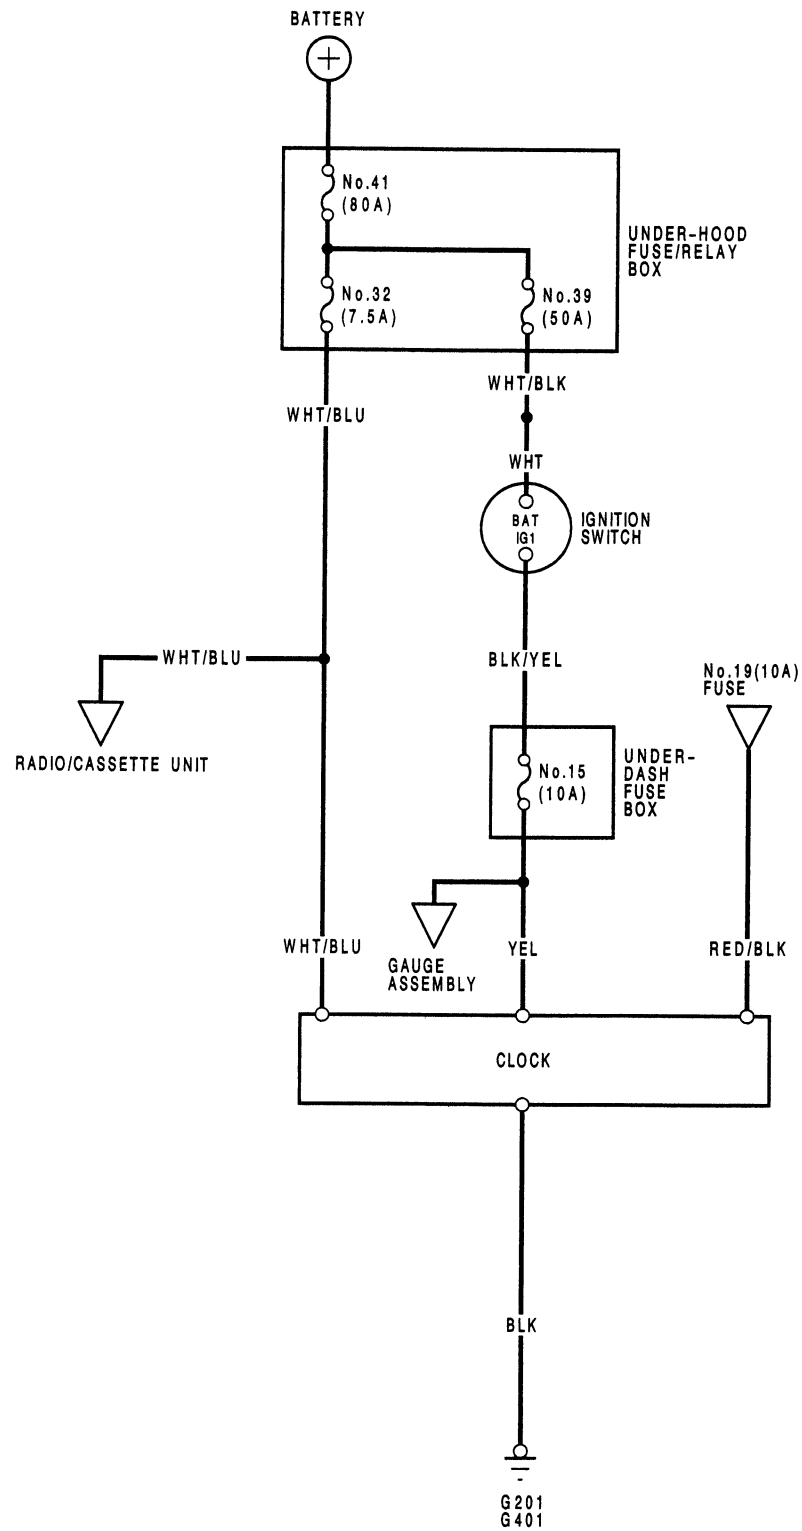 BATTERY
No.41
(80A)
UNDER-HOOD
FUSE/RELAY
BOX
No.32
(7.5A)
No.39
(50A)
WHT/BLK
WHT/BLU
WHT
BAT
IG1
IGNITION
SWITCH
WHT/BLU
BLK/YEL
No.19(10A)
FUSE
RADIO/CASSETTE UNIT
No.15
(10A)
UNDER-
DASH
FUSE
BOX
WHT/BLU
GAUGE
ASSEMBLY
YEL
RED/BLK
CLOCK
BLK
G201
G401